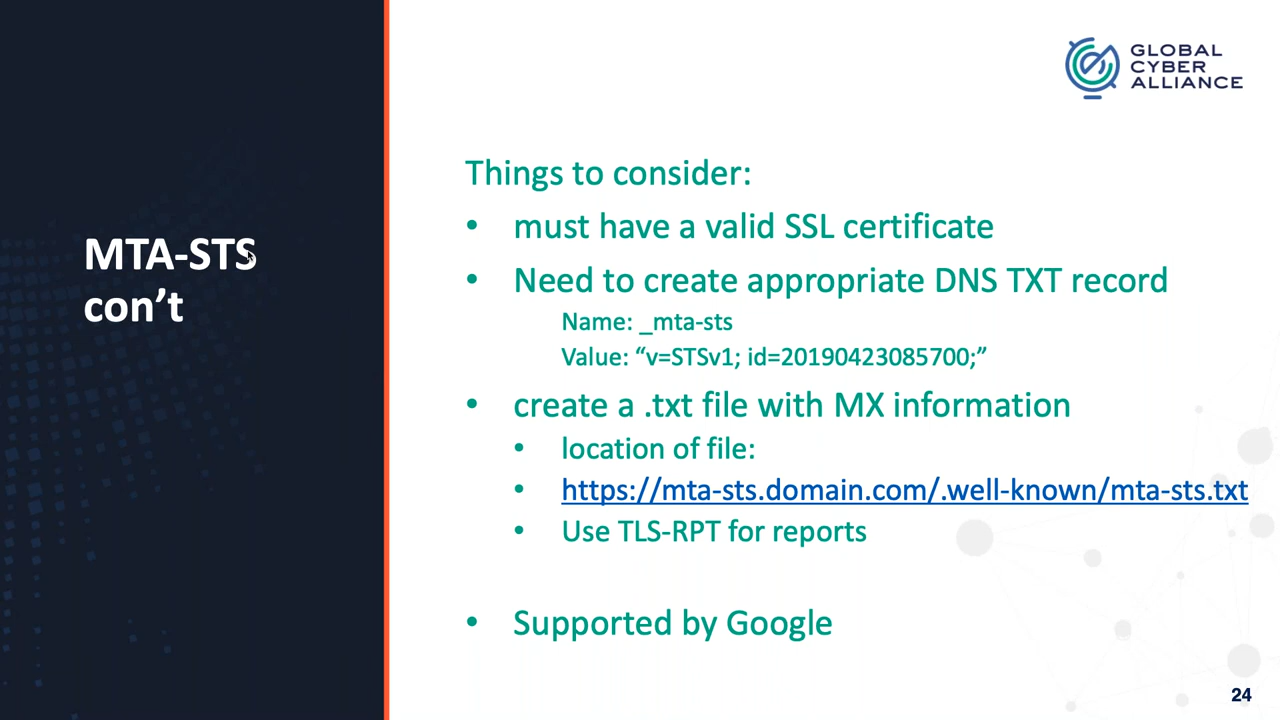 GLOBAL
CYBER
ALLIANCE
MTA-STS
con’t
Things to consider:
• must have a valid SSL certificate
• Need to create appropriate DNS TXT record
Name: _mta-sts
Value: “v=STSv1; id=20190423085700;”
• create a .txt file with MX information
• location of file:
• https://mta-sts.domain.com/.well-known/mta-sts.txt
• Use TLS-RPT for reports
• Supported by Google
24